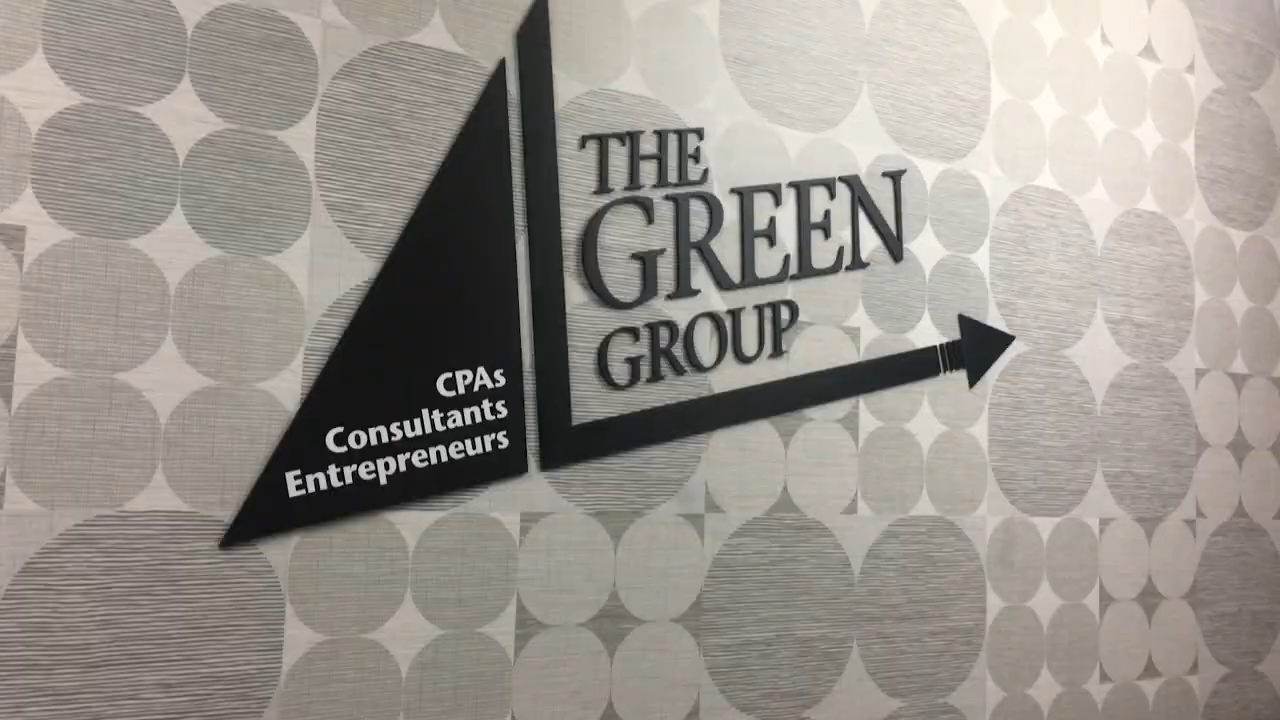 THE
GREEN
GROUP
CPAs
Consultants
Entrepreneurs